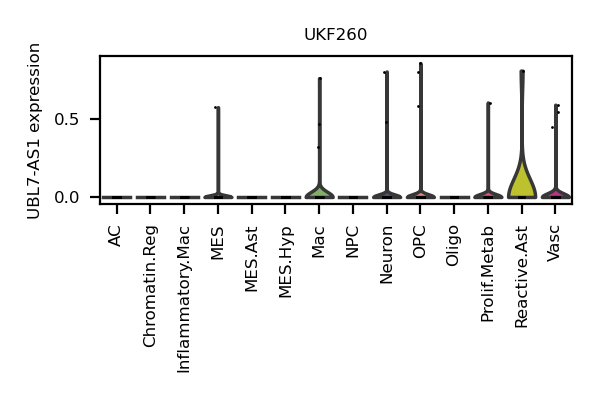 UKF260
UBL7-AS1 expression
0.5
0.0
AC
Chromatin.Reg
Inflammatory.Mac
MES
MES.Ast
MES.Hyp
Mac
NPC
Neuron
OPC
Oligo
Prolif.Metab
Reactive.Ast
Vasc